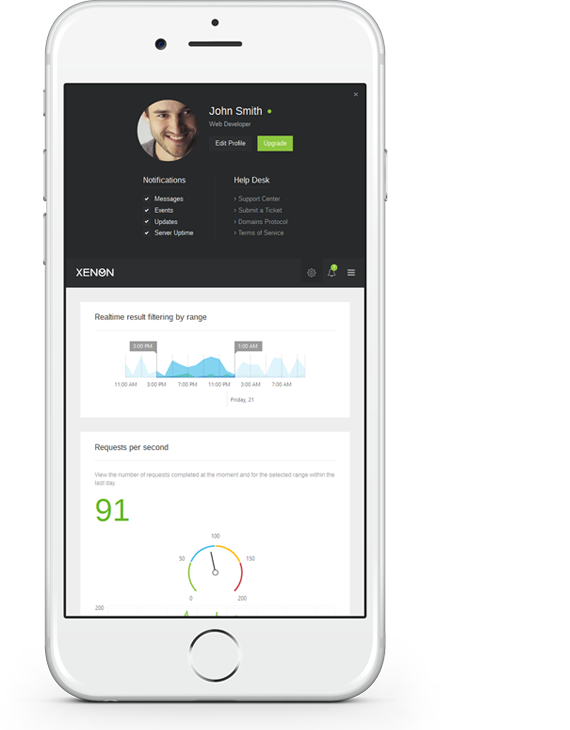 ×
John Smith
Web Developer
Edit Profile
Upgrade
Notifications
Messages
Events
Updates
Server Uptime
Help Desk
› Support Center
› Submit a Ticket
› Domains Protocol
› Terms of Service
XENON
Realtime result filtering by range
3:00 PM 1:00 AM
11:00 AM 3:00 PM 7:00 PM 11:00 PM 3:00 AM 7:00 AM
Friday, 21
Requests per second
View the number of requests completed at the moment and for the selected range within the
last day
91
100
50 150
0 200
200